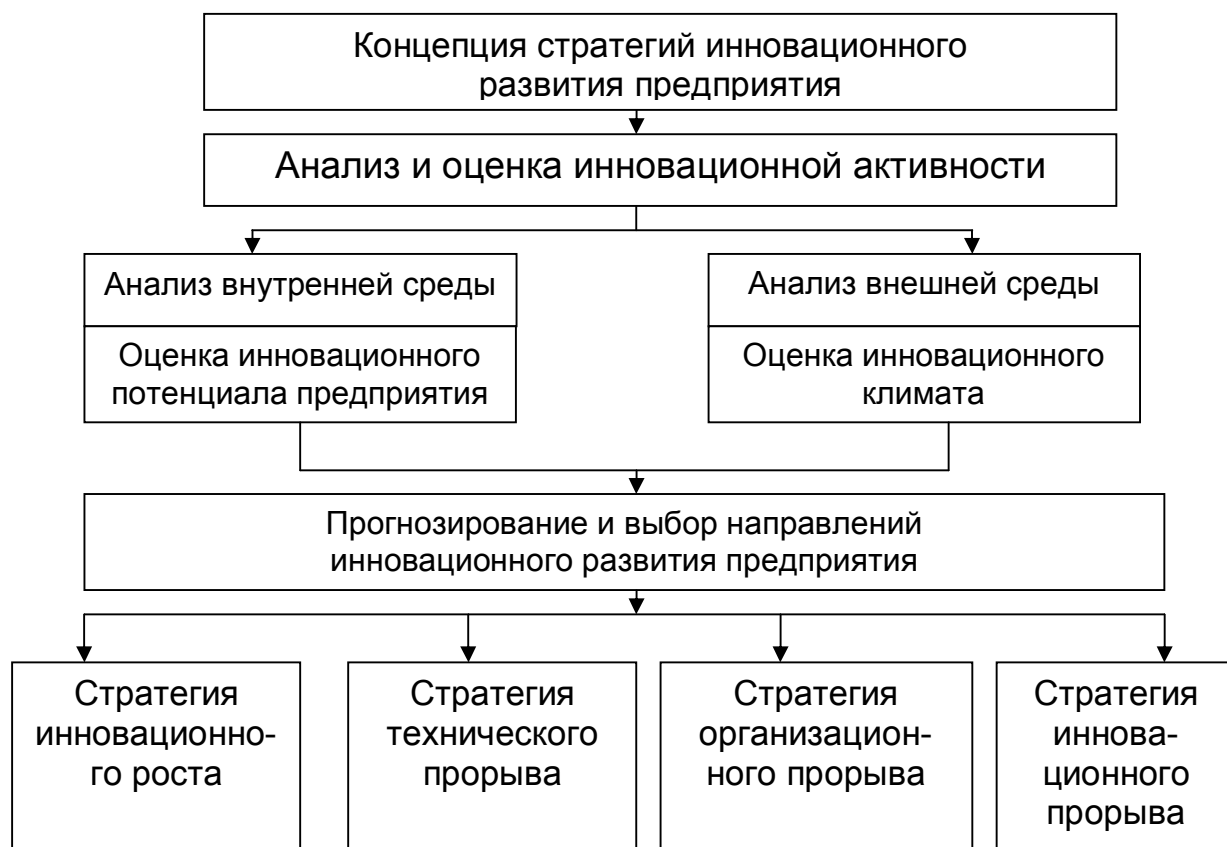 Концепция стратегий инновационного
развития предприятия
Анализ и оценка инновационной активности
Анализ внутренней среды
Оценка инновационного
потенциала предприятия
Анализ внешней среды
Оценка инновационного
климата
Прогнозирование и выбор направлений
инновационного развития предприятия
Стратегия
инновационно-
го роста
Стратегия
технического
прорыва
Стратегия
организацион-
ного прорыва
Стратегия
иннова-
ционного
прорыва